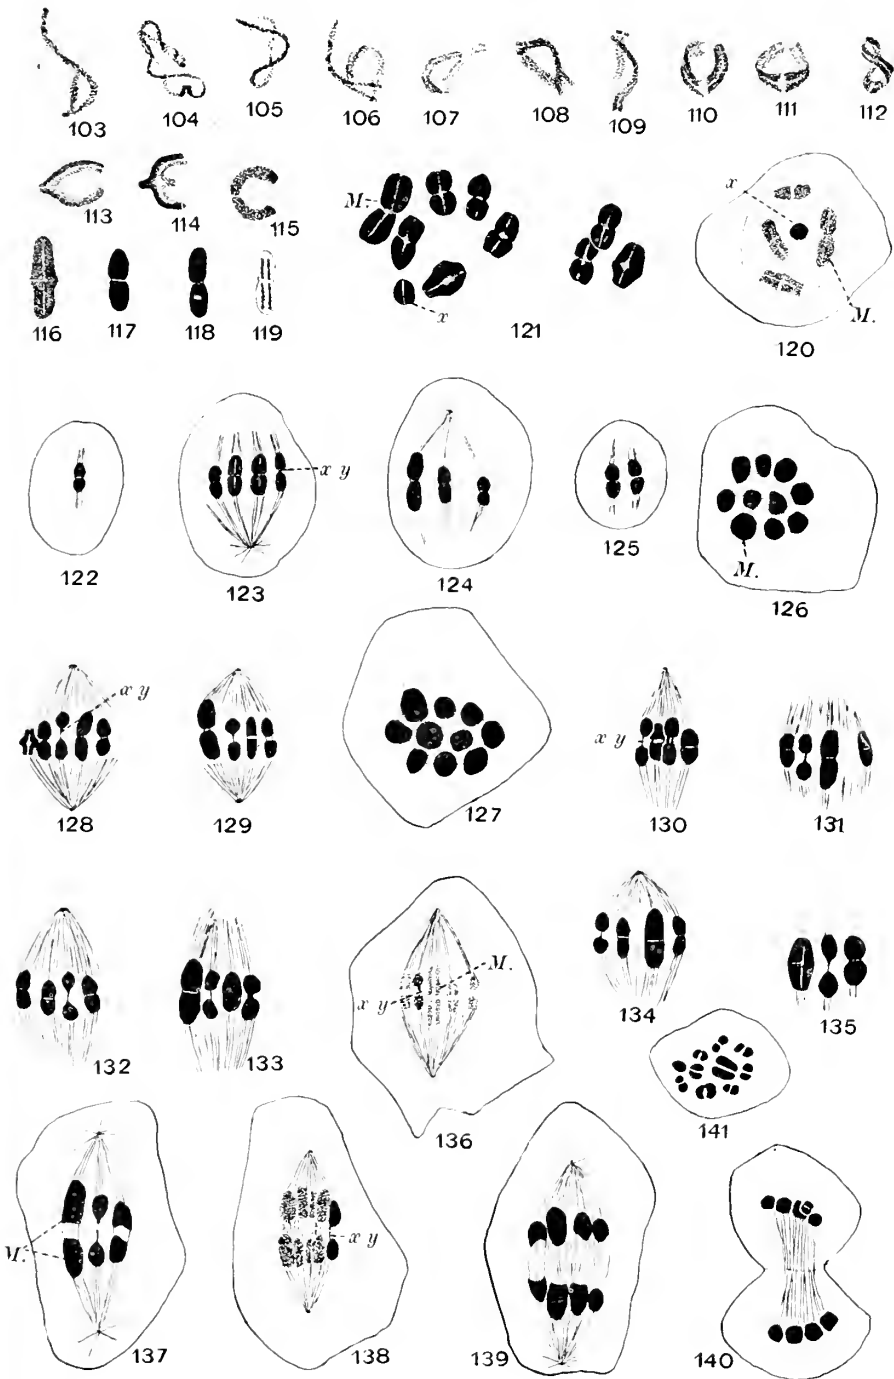 103 104 105 106 107 108 109 110 111 112
113 114 115 M. x x M.
116 117 118 119 121 120
x y M.
122 123 124 125 126
x y x y
128 129 127 130 131
M. x y
132 133 136 134 135
141
M. x y
137 138 139 140